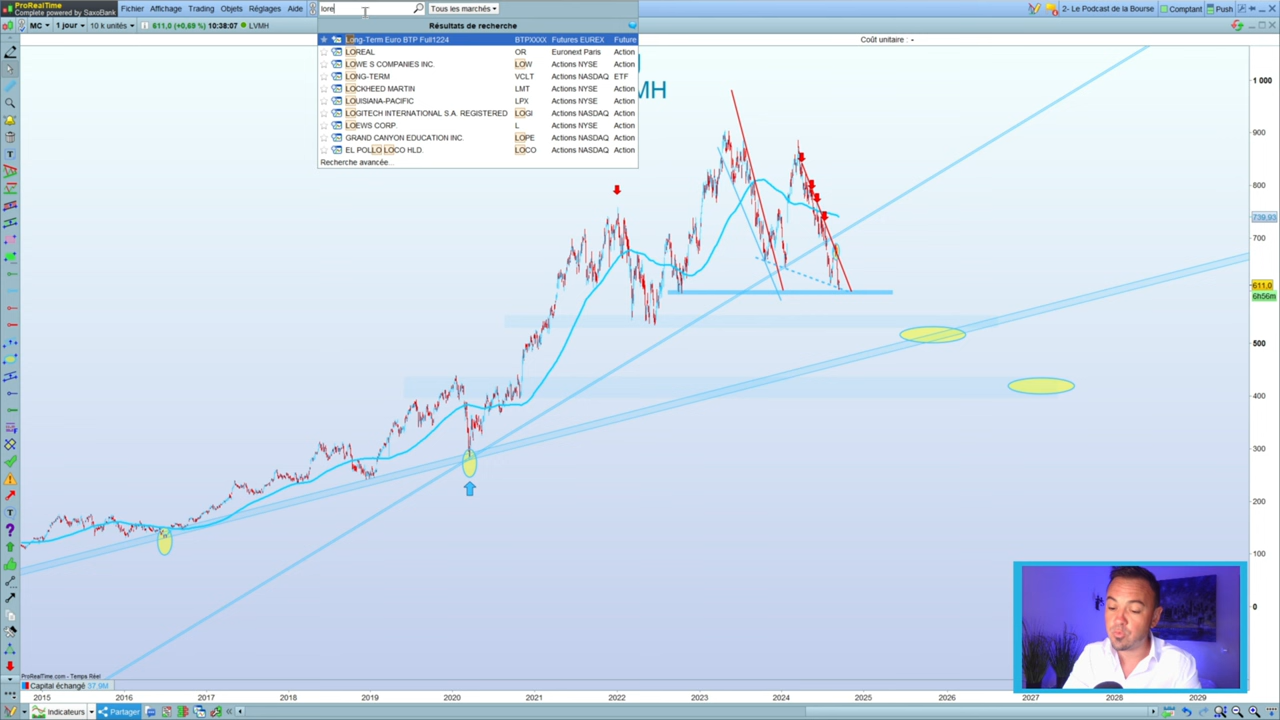 ProRealTime
Complete powered by SaxoBank
Fichier Affichage Trading Objets Réglages Aide
lore
Tous les marchés
2- Le Podcast de la Bourse
Comptant
Push
MC 1 jour 10 k unités 611,0 (+0,69 %) 10:38:07 LVMH
Résultats de recherche
Long-Term Euro BTP Full1224 BTPXXXX Futures EUREX Future
LOREAL OR Euronext Paris Action
LOWE S COMPANIES INC. LOW Actions NYSE Action
LONG-TERM VCLT Actions NASDAQ ETF
LOCKHEED MARTIN LMT Actions NYSE Action
LOUISIANA-PACIFIC LPX Actions NYSE Action
LOGITECH INTERNATIONAL S.A. REGISTERED LOGI Actions NASDAQ Action
LOEWS CORP. L Actions NYSE Action
GRAND CANYON EDUCATION INC. LOPE Actions NASDAQ Action
EL POLLO LOCO HLD. LOCO Actions NASDAQ Action
Recherche avancée...
Coût unitaire : -
MH
1 000
900
800
739,93
700
611,0
6h56m
500
400
300
200
100
0
ProRealTime.com - Temps Réel
Capital échangé 37,9M
2015 2016 2017 2018 2019 2020 2021 2022 2023 2024 2025 2026 2027 2028 2029
Indicateurs
Partager